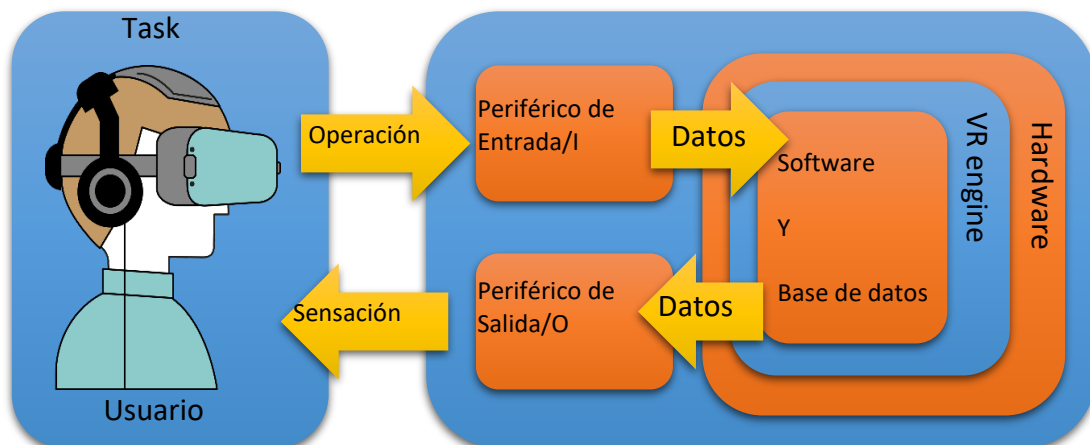 Task
Usuario
Operación
Sensación
Periférico de
Entrada/I
Datos
Periférico de
Salida/O
Datos
Software
Y
Base de datos
VR engine
Hardware